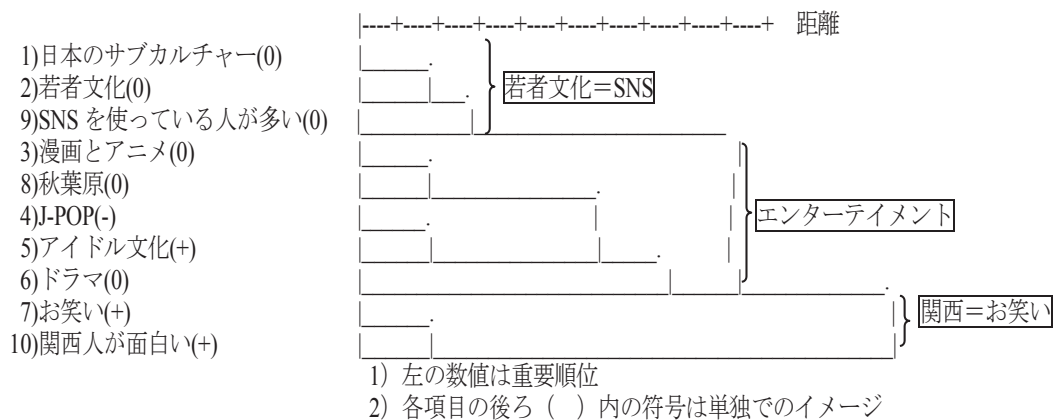 |----+----+----+----+----+----+----+----+----+----+ 距離
1)日本のサブカルチャー(0)
2)若者文化(0)
若者文化＝SNS
9)SNS を使っている人が多い(0)
3)漫画とアニメ(0)
8)秋葉原(0)
4)J-POP(-)
エンターテイメント
5)アイドル文化(+)
6)ドラマ(0)
7)お笑い(+)
関西＝お笑い
10)関西人が面白い(+)
1）左の数値は重要順位
2）各項目の後ろ（　）内の符号は単独でのイメージ